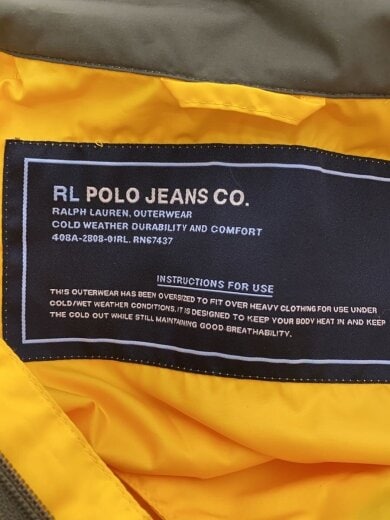 RL POLO JEANS CO.
RALPH LAUREN, OUTERWEAR
COLD WEATHER DURABILITY AND COMFORT
408A-2808-01RL. RN67437
INSTRUCTIONS FOR USE
THIS OUTERWEAR HAS BEEN OVERSIZED TO FIT OVER HEAVY CLOTHING FOR USE UNDER
COLD/WET WEATHER CONDITIONS. IT IS DESIGNED TO KEEP YOUR BODY HEAT IN AND KEEP
THE COLD OUT WHILE STILL MAINTAINING GOOD BREATHABILITY.